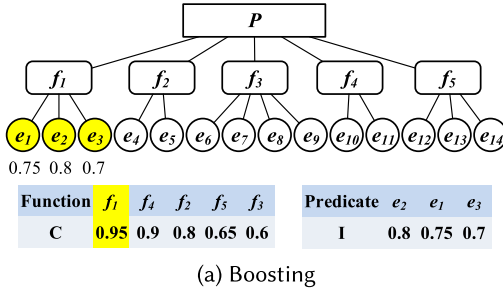 P
f1 f2 f3 f4 f5
e1 e2 e3 e4 e5 e6 e7 e8 e9 e10 e11 e12 e13 e14
0.75 0.8 0.7
Function f1 f4 f2 f5 f3
C 0.95 0.9 0.8 0.65 0.6
Predicate e2 e1 e3
I 0.8 0.75 0.7
(a) Boosting